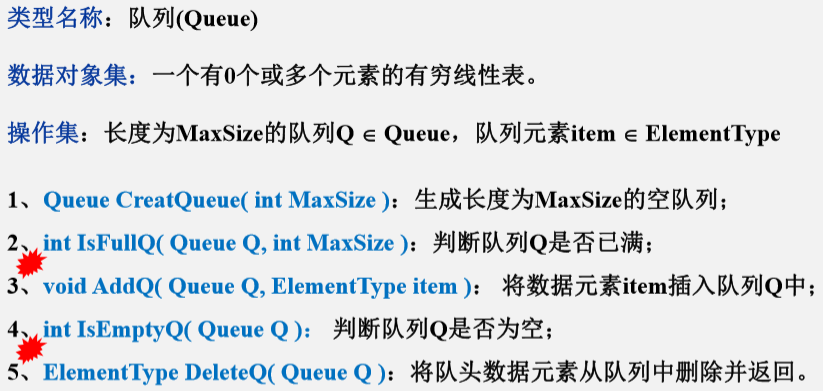 类型名称：队列(Queue)
数据对象集：一个有0个或多个元素的有穷线性表。
操作集：长度为MaxSize的队列Q ∈ Queue，队列元素item ∈ ElementType
1、Queue CreatQueue( int MaxSize )：生成长度为MaxSize的空队列；
2、int IsFullQ( Queue Q, int MaxSize )：判断队列Q是否已满；
3、void AddQ( Queue Q, ElementType item )： 将数据元素item插入队列Q中；
4、int IsEmptyQ( Queue Q )： 判断队列Q是否为空；
5、ElementType DeleteQ( Queue Q )：将队头数据元素从队列中删除并返回。